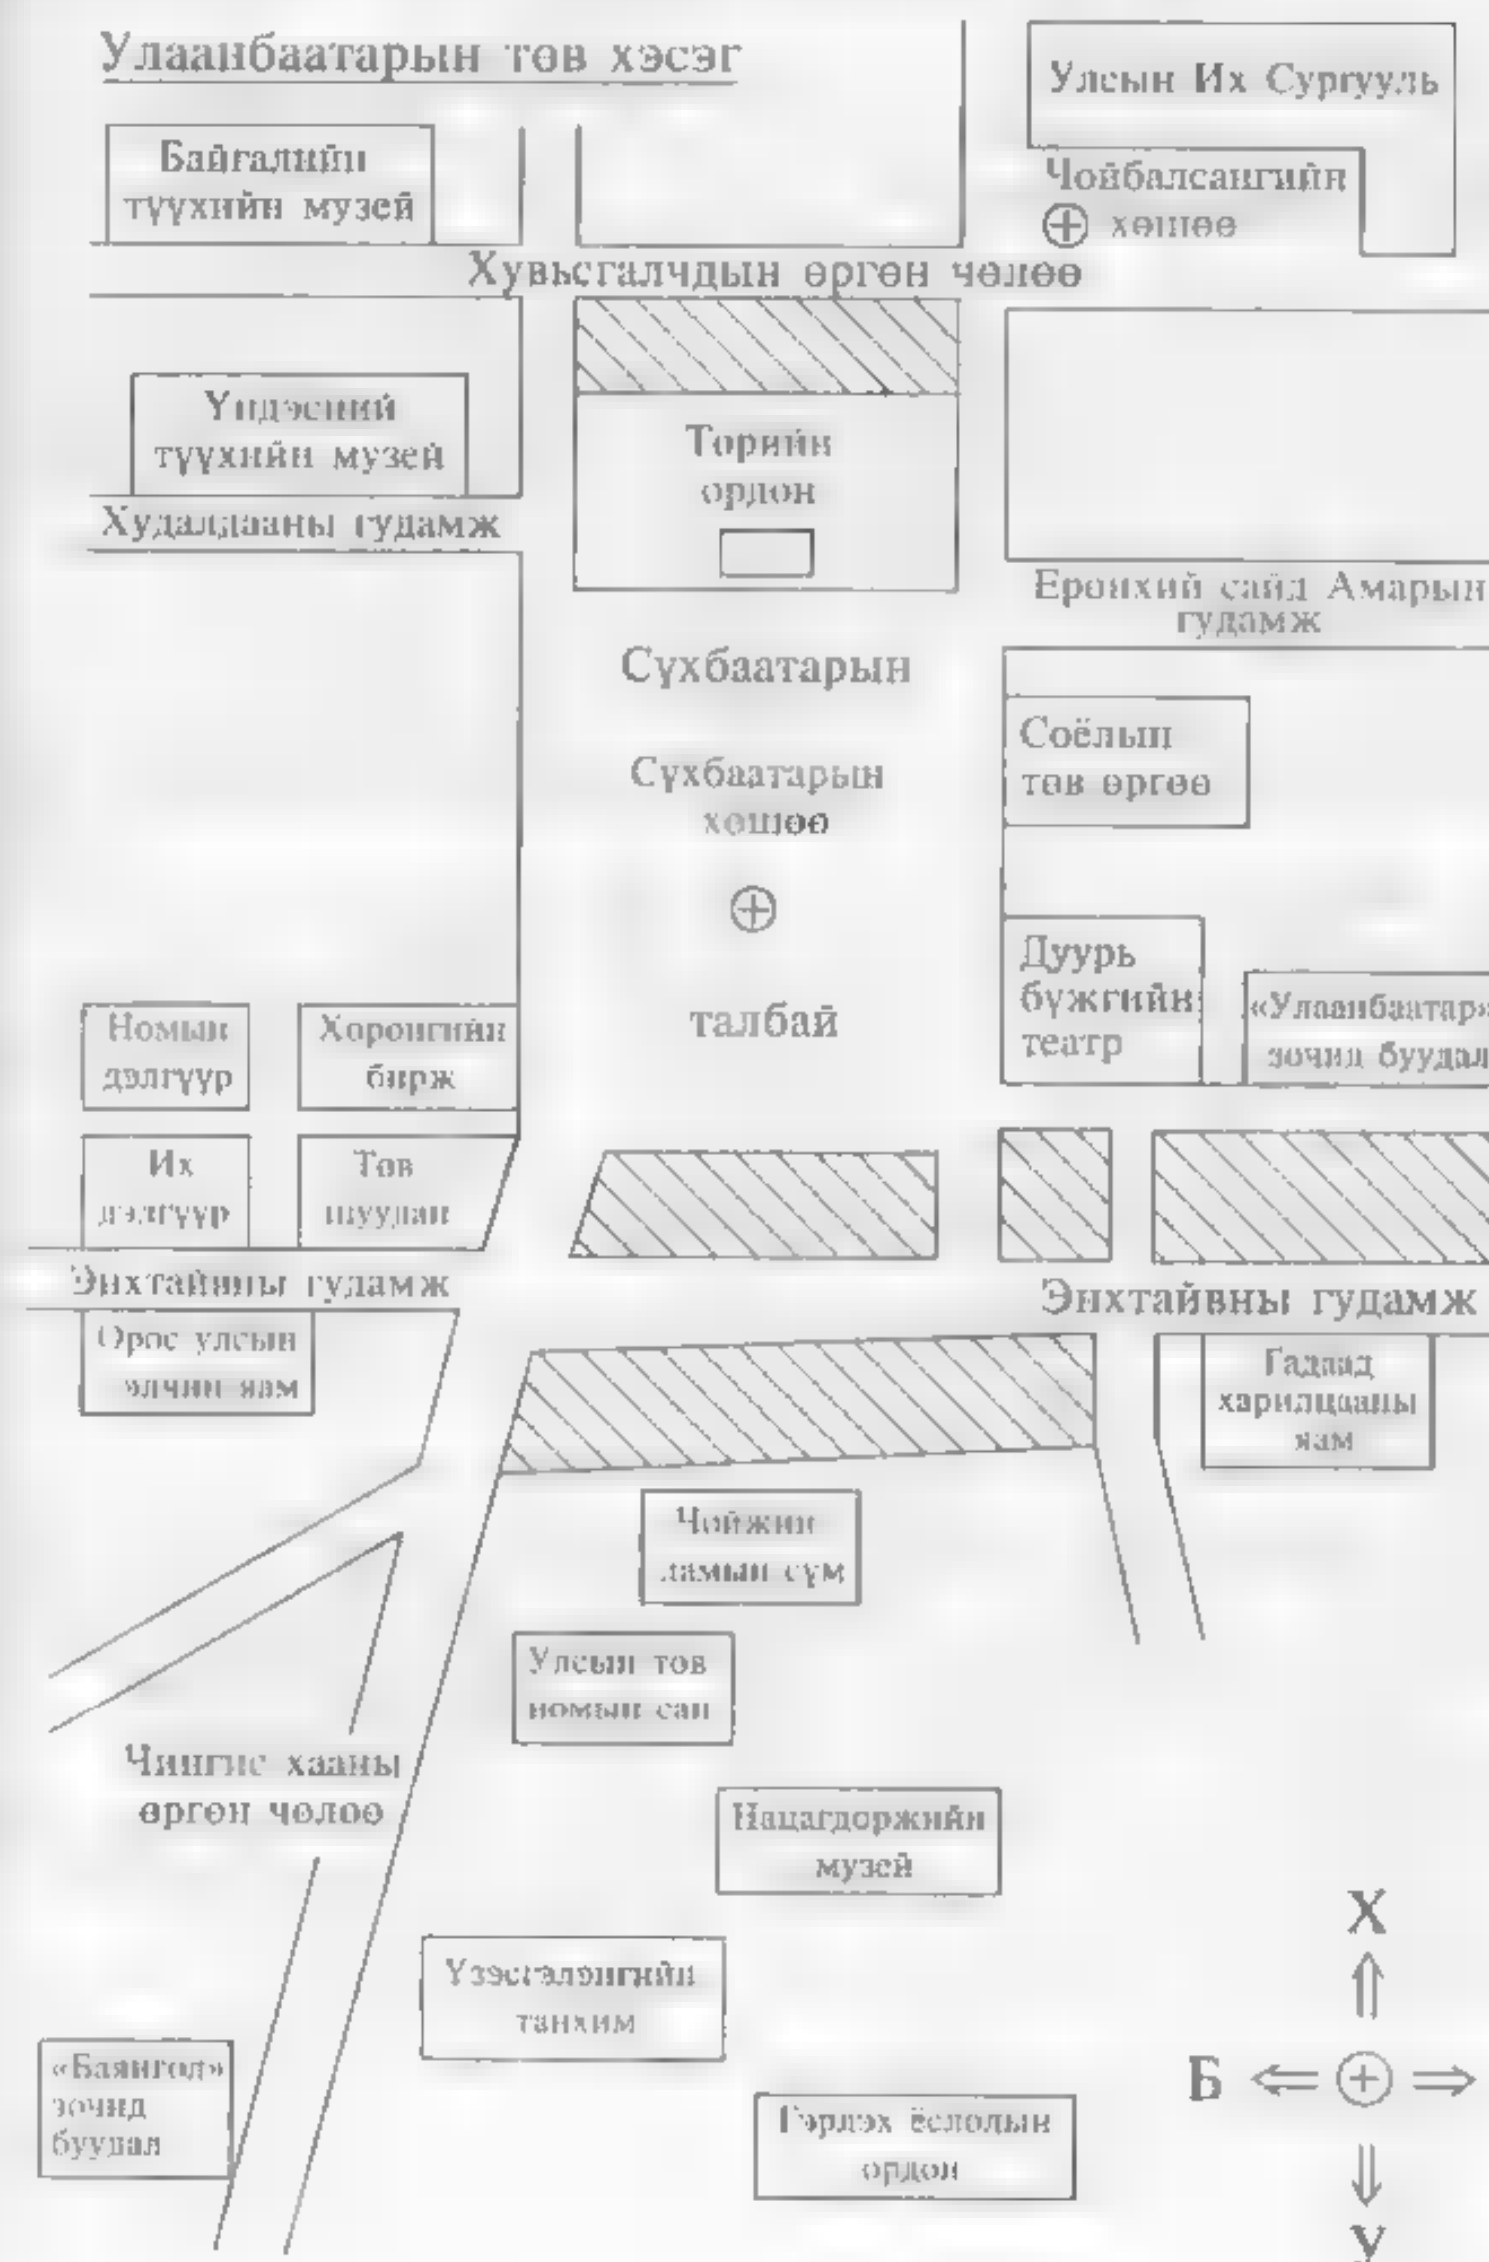 Улаанбаатарын төв хэсэг
Улсын Их Сургууль
Байгалийн
түүхийн музей
Чойбалсангийн
хөшөө
Хувьсгалчдын өргөн чөлөө
Үндэсний
түүхийн музей
Төрийн
ордон
Худалдааны гудамж
Ерөнхий сайд Амарын
гудамж
Сүхбаатарын
Соёлын
төв өргөө
Сүхбаатарын
хөшөө
Дуурь
бүжгийн
театр
«Улаанбаатар»
зочид буудал
талбай
Номын
дэлгүүр
Хөрөнгийн
бирж
Их
дэлгүүр
Төв
шуудан
Энхтайвны гудамж
Энхтайвны гудамж
Орос улсын
элчин яам
Гадаад
харилцааны
яам
Чойжин
ламын сүм
Улсын төв
номын сан
Чингис хааны
өргөн чөлөө
Нацагдоржийн
музей
Үзэсгэлэнгийн
танхим
«Баянгол»
зочид
буудал
Гэрлэх ёслолын
ордон
Х
Б
У